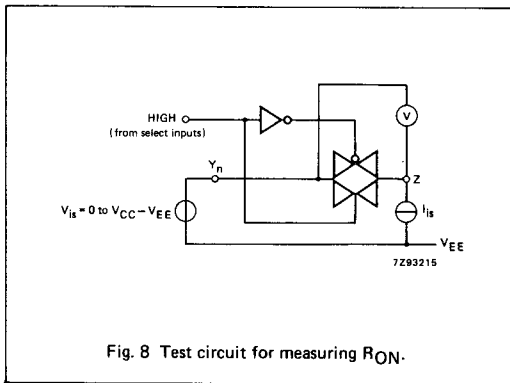 HIGH
(from select inputs)
V
Yn
Z
Vis = 0 to VCC – VEE
Iis
VEE
7Z93215
Fig. 8 Test circuit for measuring RON.